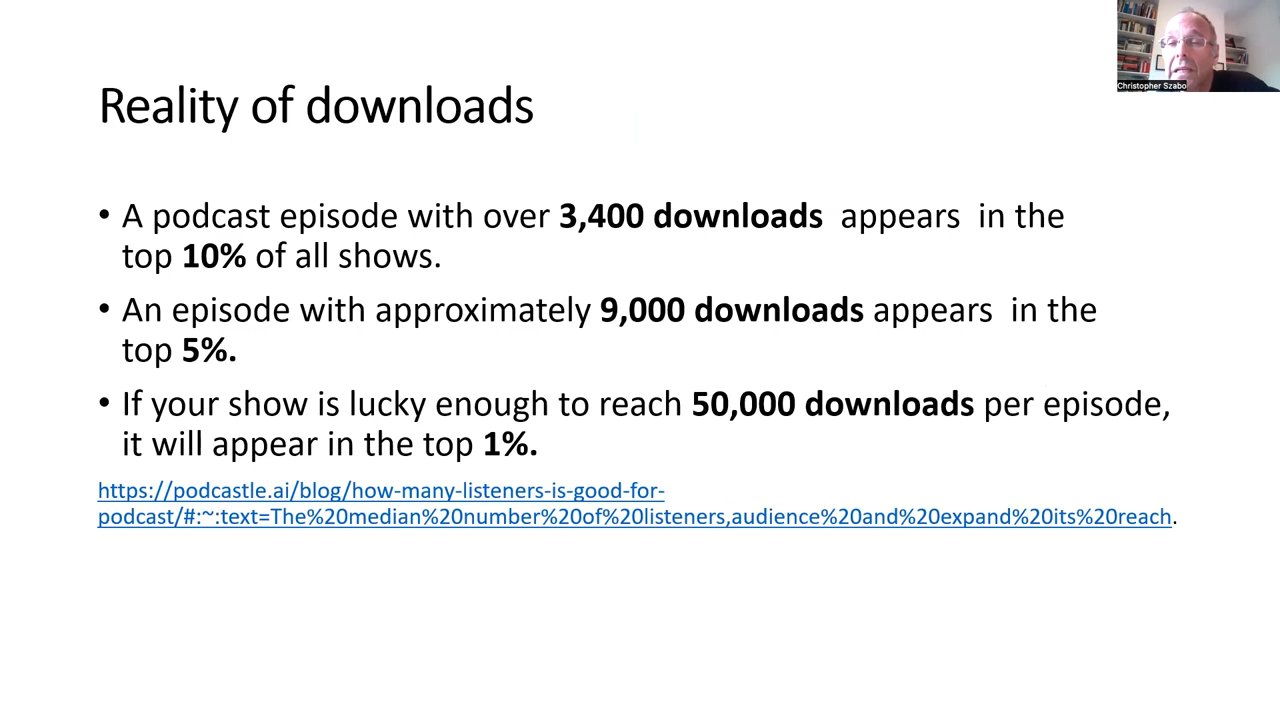 Christopher Szabo
Reality of downloads
• A podcast episode with over 3,400 downloads  appears  in the
top 10% of all shows.
• An episode with approximately 9,000 downloads appears  in the
top 5%.
• If your show is lucky enough to reach 50,000 downloads per episode,
it will appear in the top 1%.
https://podcastle.ai/blog/how-many-listeners-is-good-for-
podcast/#:~:text=The%20median%20number%20of%20listeners,audience%20and%20expand%20its%20reach.